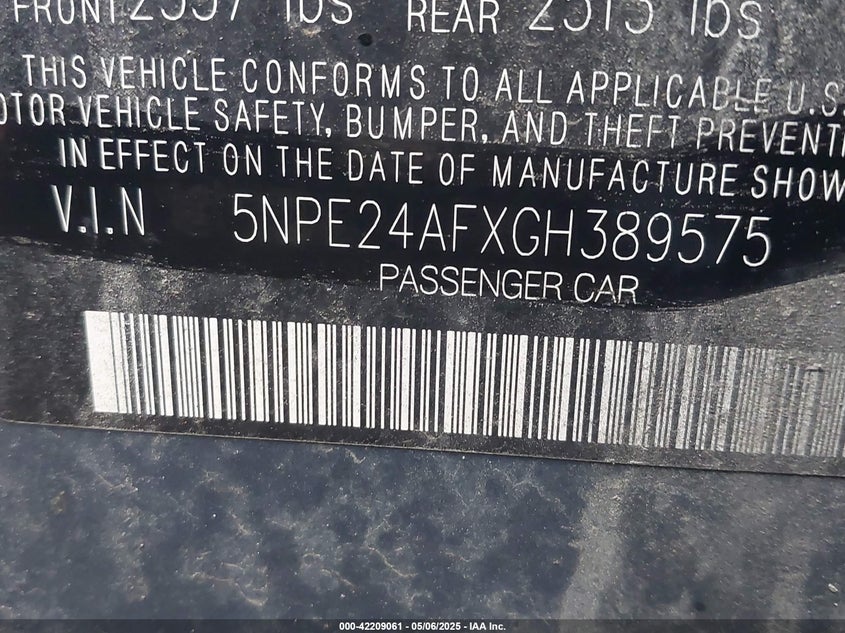 FRONT 2557 lbs REAR 2513 lbs
THIS VEHICLE CONFORMS TO ALL APPLICABLE U.S.
OTOR VEHICLE SAFETY, BUMPER, AND THEFT PREVENTI
IN EFFECT ON THE DATE OF MANUFACTURE SHOW
V.I.N 5NPE24AFXGH389575
PASSENGER CAR
000-42209061 - 05/06/2025 - IAA Inc.